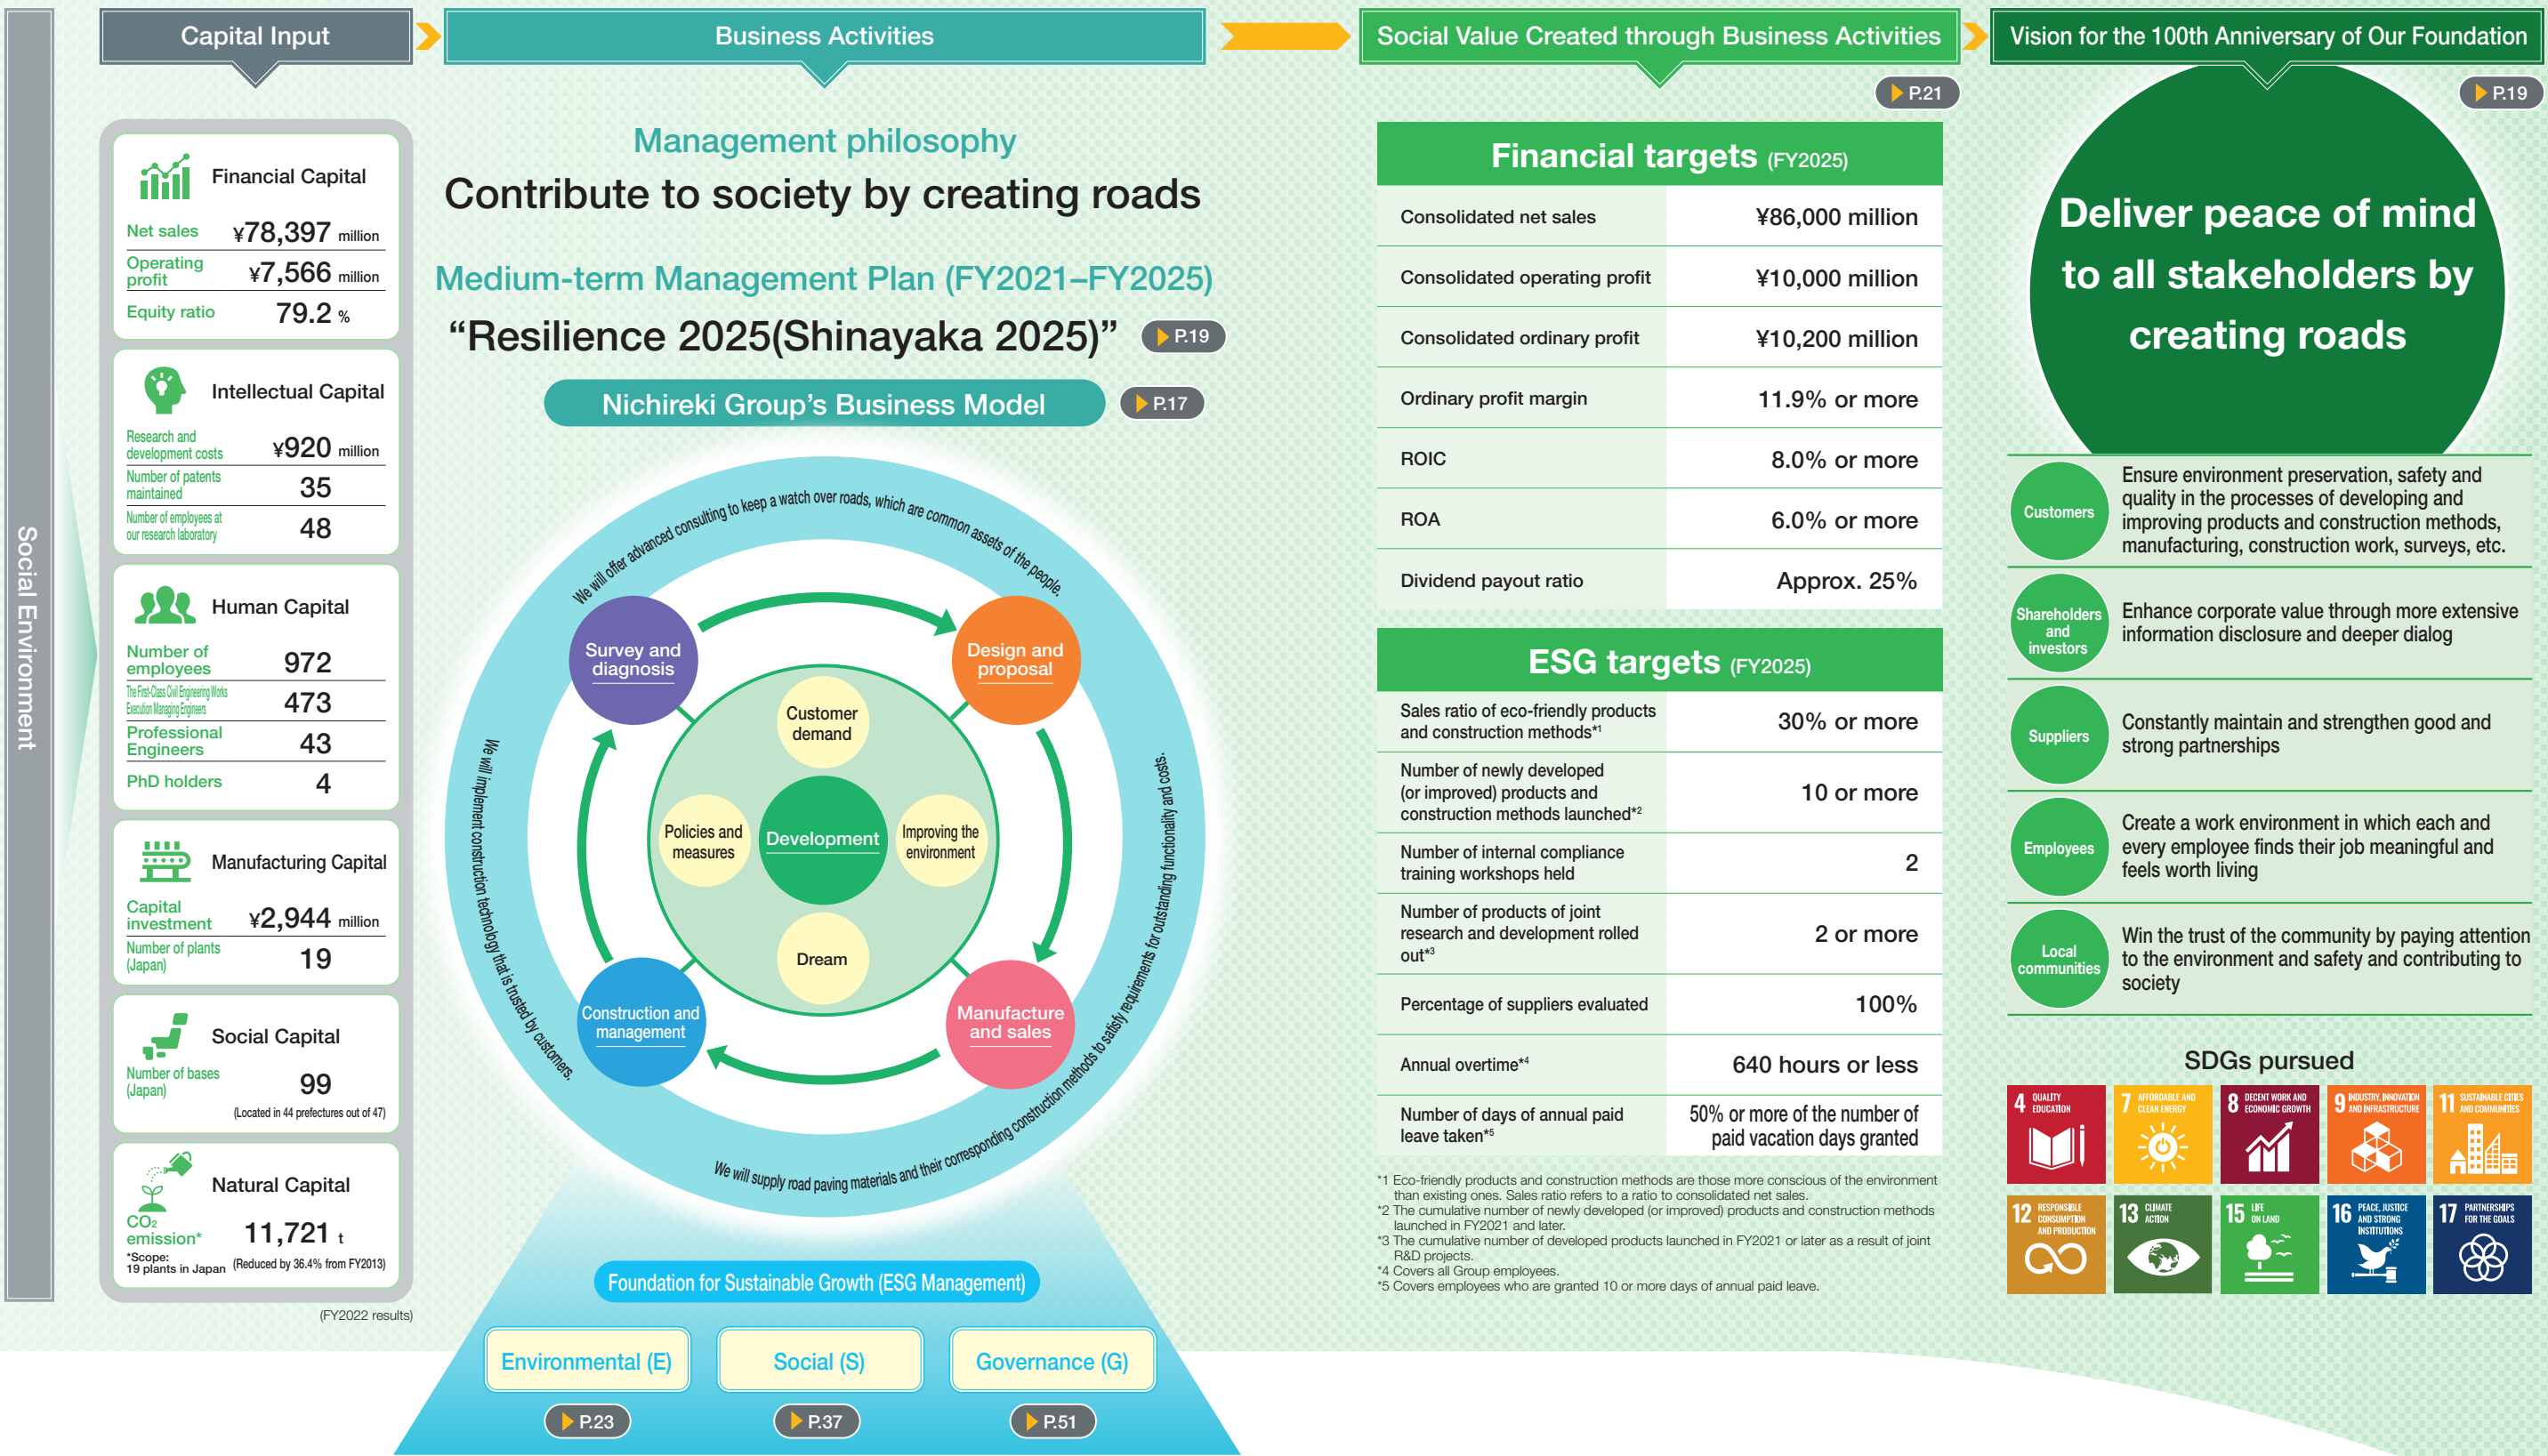 Social Environment
Capital Input
Financial Capital
Net sales ¥78,397 million
Operating
profit ¥7,566 million
Equity ratio 79.2 %
Intellectual Capital
Research and
development costs ¥920 million
Number of patents
maintained 35
Number of employees at
our research laboratory 48
Human Capital
Number of
employees 972
The First-Class Civil Engineering Works
Execution Managing Engineers 473
Professional
Engineers 43
PhD holders 4
Manufacturing Capital
Capital
investment ¥2,944 million
Number of plants
(Japan) 19
Social Capital
Number of bases
(Japan) 99
(Located in 44 prefectures out of 47)
Natural Capital
CO2
emission* 11,721 t
*Scope:
19 plants in Japan (Reduced by 36.4% from FY2013)
(FY2022 results)
Business Activities
Management philosophy
Contribute to society by creating roads
Medium-term Management Plan (FY2021–FY2025)
“Resilience 2025(Shinayaka 2025)” P.19
Nichireki Group’s Business Model P.17
We will offer advanced consulting to keep a watch over roads, which are common assets of the people.
We will supply road paving materials and their corresponding construction methods to satisfy requirements for outstanding functionality and costs.
We will implement construction technology that is trusted by customers.
Survey and
diagnosis
Design and
proposal
Customer
demand
Policies and
measures
Development
Improving the
environment
Dream
Construction and
management
Manufacture
and sales
Foundation for Sustainable Growth (ESG Management)
Environmental (E)
Social (S)
Governance (G)
P.23
P.37
P.51
Social Value Created through Business Activities
P.21
Financial targets (FY2025)
Consolidated net sales ¥86,000 million
Consolidated operating profit ¥10,000 million
Consolidated ordinary profit ¥10,200 million
Ordinary profit margin 11.9% or more
ROIC 8.0% or more
ROA 6.0% or more
Dividend payout ratio Approx. 25%
ESG targets (FY2025)
Sales ratio of eco-friendly products
and construction methods*1 30% or more
Number of newly developed
(or improved) products and
construction methods launched*2 10 or more
Number of internal compliance
training workshops held 2
Number of products of joint
research and development rolled
out*3 2 or more
Percentage of suppliers evaluated 100%
Annual overtime*4 640 hours or less
Number of days of annual paid
leave taken*5
50% or more of the number of
paid vacation days granted
*1 Eco-friendly products and construction methods are those more conscious of the environment
than existing ones. Sales ratio refers to a ratio to consolidated net sales.
*2 The cumulative number of newly developed (or improved) products and construction methods
launched in FY2021 and later.
*3 The cumulative number of developed products launched in FY2021 or later as a result of joint
R&D projects.
*4 Covers all Group employees.
*5 Covers employees who are granted 10 or more days of annual paid leave.
Vision for the 100th Anniversary of Our Foundation
P.19
Deliver peace of mind
to all stakeholders by
creating roads
Customers
Ensure environment preservation, safety and
quality in the processes of developing and
improving products and construction methods,
manufacturing, construction work, surveys, etc.
Shareholders
and
investors
Enhance corporate value through more extensive
information disclosure and deeper dialog
Suppliers
Constantly maintain and strengthen good and
strong partnerships
Employees
Create a work environment in which each and
every employee finds their job meaningful and
feels worth living
Local
communities
Win the trust of the community by paying attention
to the environment and safety and contributing to
society
SDGs pursued
4 QUALITY
EDUCATION
7 AFFORDABLE AND
CLEAN ENERGY
8 DECENT WORK AND
ECONOMIC GROWTH
9 INDUSTRY, INNOVATION
AND INFRASTRUCTURE
11 SUSTAINABLE CITIES
AND COMMUNITIES
12 RESPONSIBLE
CONSUMPTION
AND PRODUCTION
13 CLIMATE
ACTION
15 LIFE
ON LAND
16 PEACE, JUSTICE
AND STRONG
INSTITUTIONS
17 PARTNERSHIPS
FOR THE GOALS